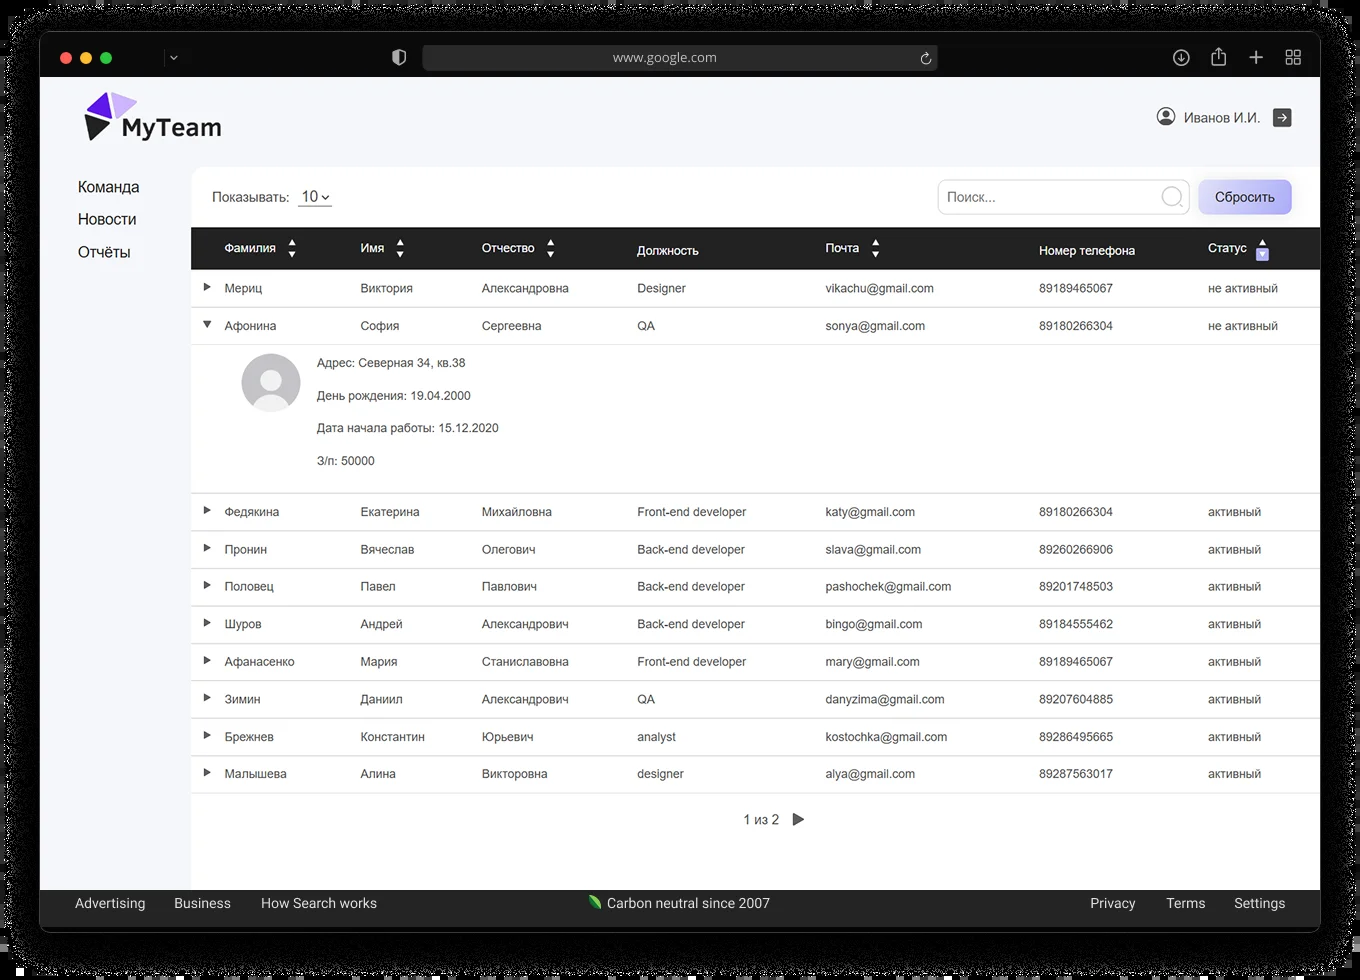 www.google.com
MyTeam
Иванов И.И.
Команда
Новости
Отчёты
Показывать: 10
Поиск...
Сбросить
Фамилия Имя Отчество Должность Почта Номер телефона Статус
Мериц Виктория Александровна Designer vikachu@gmail.com 89189465067 не активный
Афонина София Сергеевна QA sonya@gmail.com 89180266304 не активный
Адрес: Северная 34, кв.38
День рождения: 19.04.2000
Дата начала работы: 15.12.2020
З/п: 50000
Федякина Екатерина Михайловна Front-end developer katy@gmail.com 89180266304 активный
Пронин Вячеслав Олегович Back-end developer slava@gmail.com 89260266906 активный
Половец Павел Павлович Back-end developer pashochek@gmail.com 89201748503 активный
Шуров Андрей Александрович Back-end developer bingo@gmail.com 89184555462 активный
Афанасенко Мария Станиславовна Front-end developer mary@gmail.com 89189465067 активный
Зимин Даниил Александрович QA danyzima@gmail.com 89207604885 активный
Брежнев Константин Юрьевич analyst kostochka@gmail.com 89286495665 активный
Малышева Алина Викторовна designer alya@gmail.com 89287563017 активный
1 из 2
Advertising Business How Search works Carbon neutral since 2007 Privacy Terms Settings